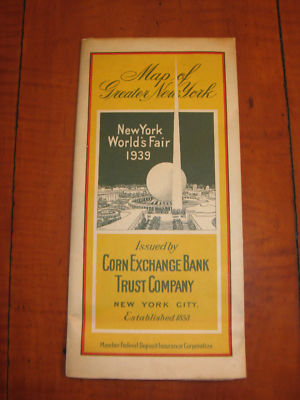 Map of
Greater New York
New York
World's Fair
1939
Issued by
CORN EXCHANGE BANK
TRUST COMPANY
NEW YORK CITY.
Established 1853
Member Federal Deposit Insurance Corporation